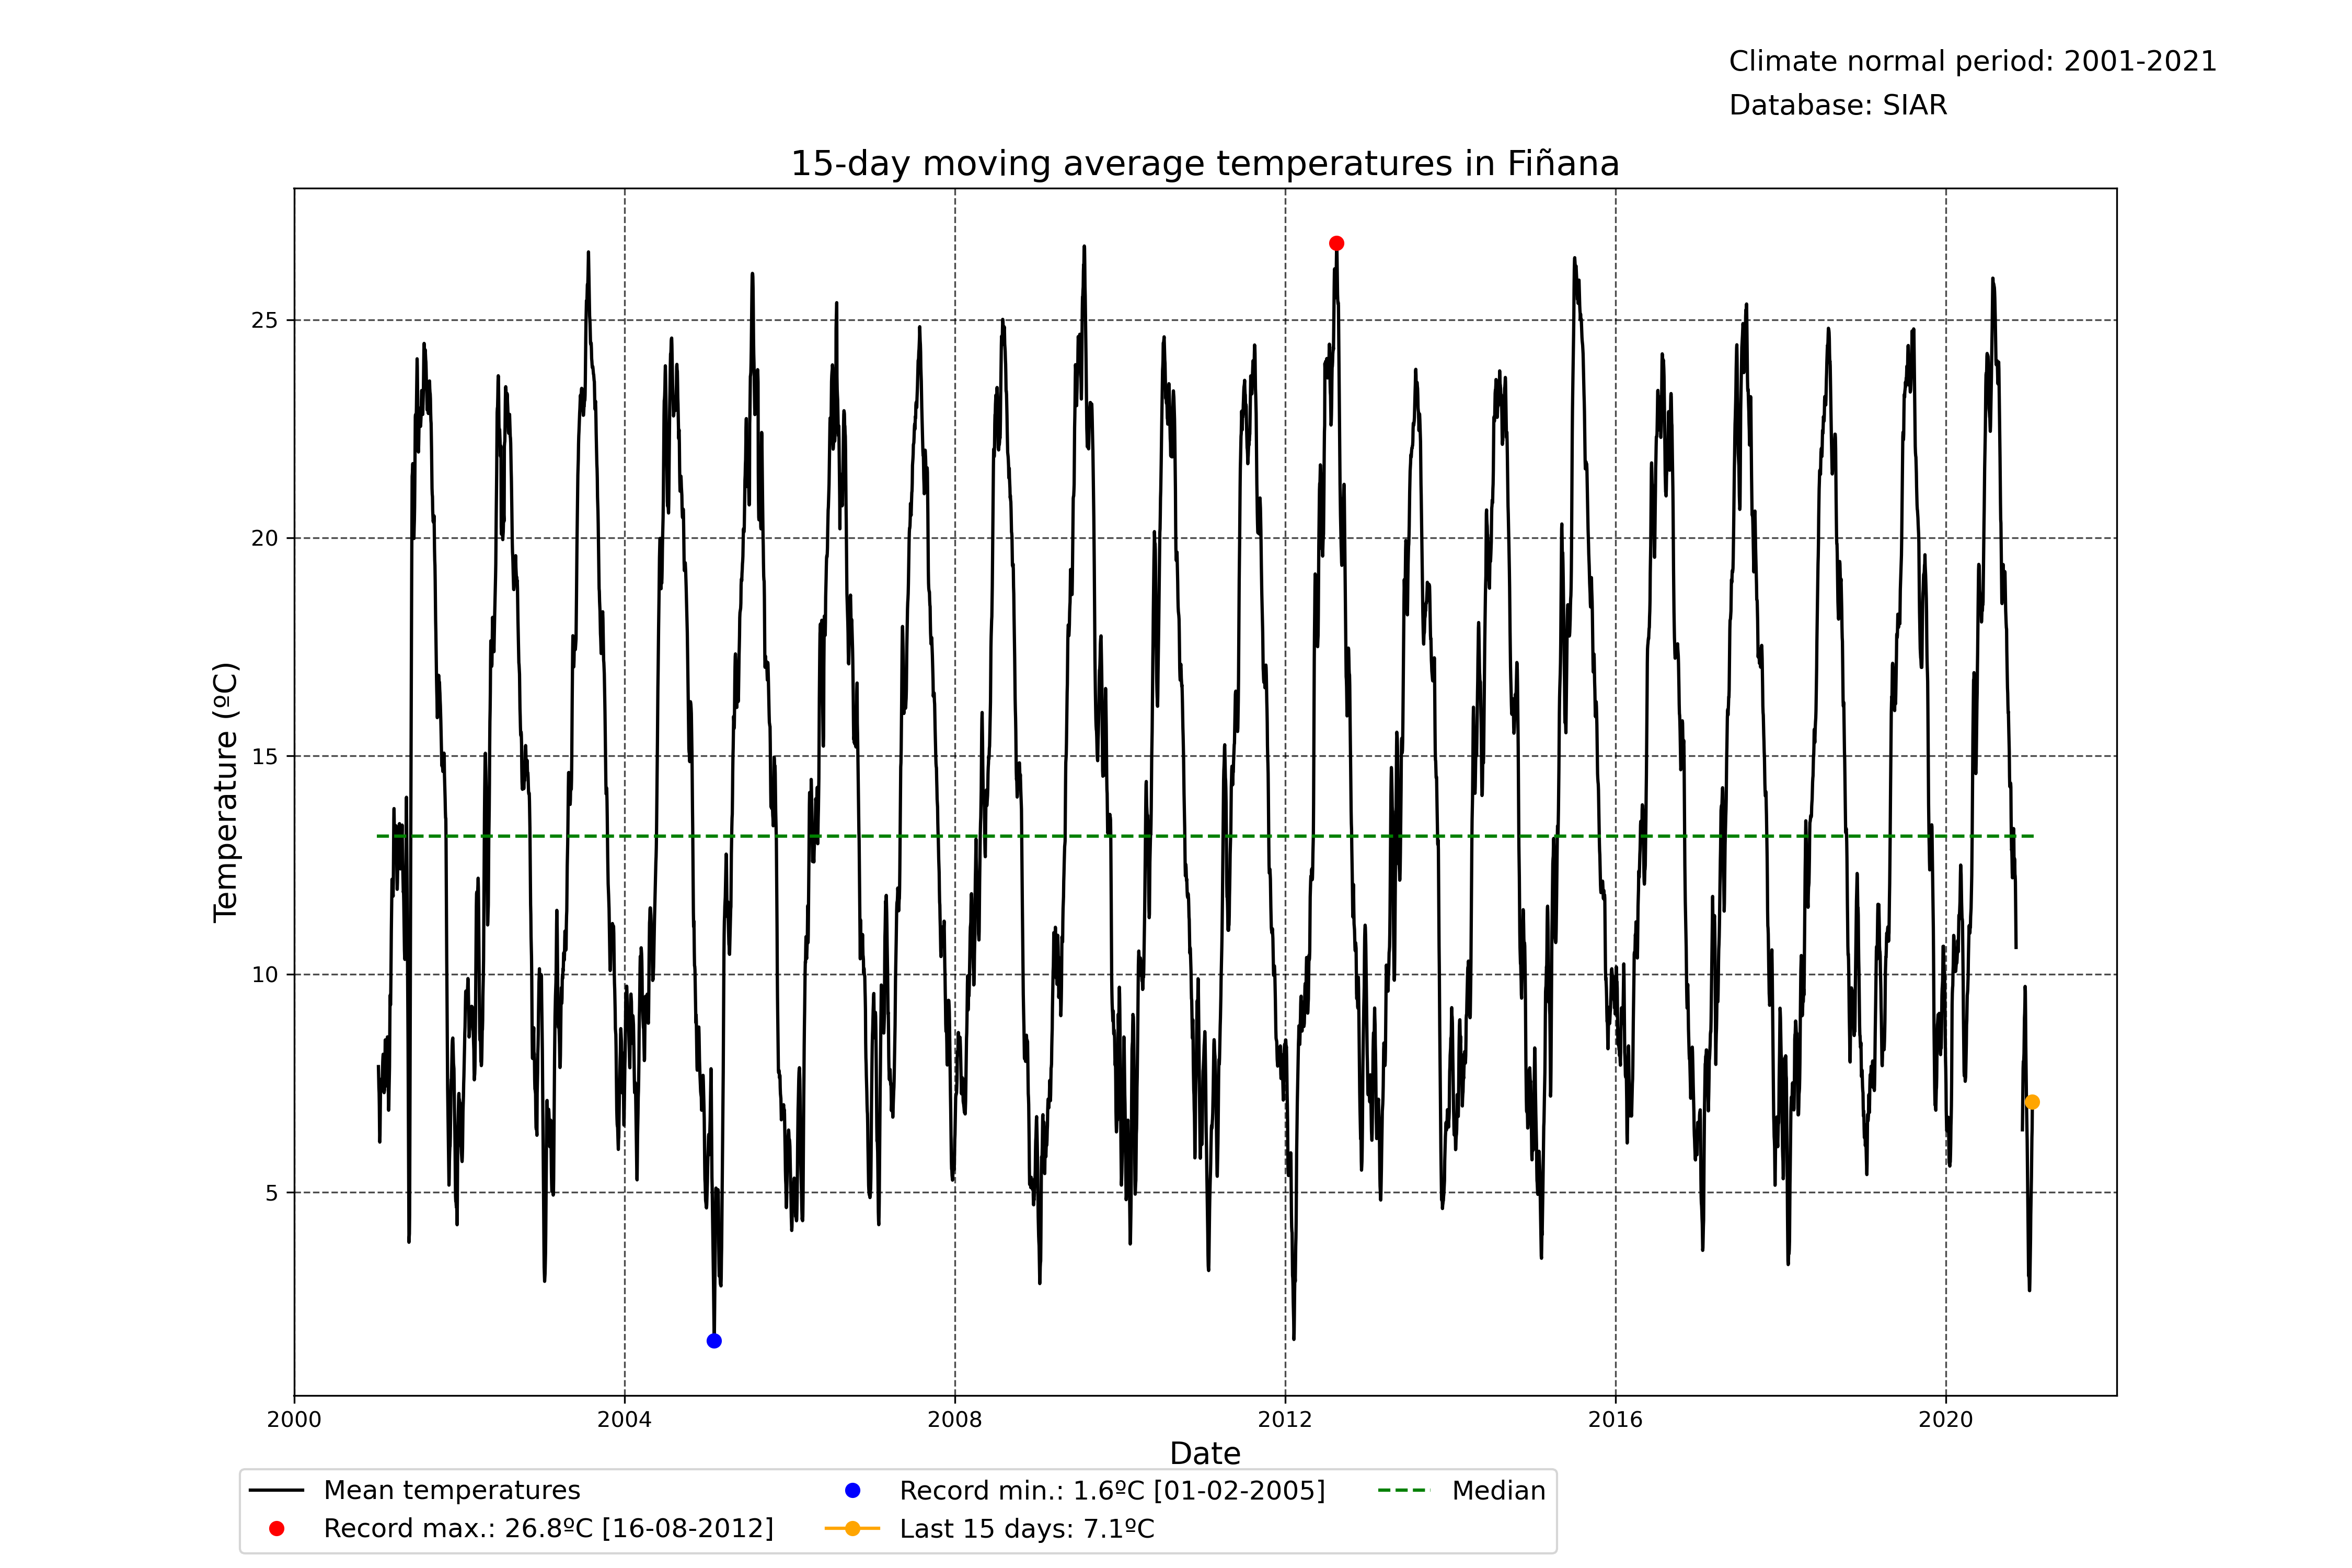 Climate normal period: 2001-2021
Database: SIAR
15-day moving average temperatures in Fiñana
Temperature (ºC)
25
20
15
10
5
2000 2004 2008 2012 2016 2020
Date
Mean temperatures
Record max.: 26.8ºC [16-08-2012]
Record min.: 1.6ºC [01-02-2005]
Last 15 days: 7.1ºC
Median